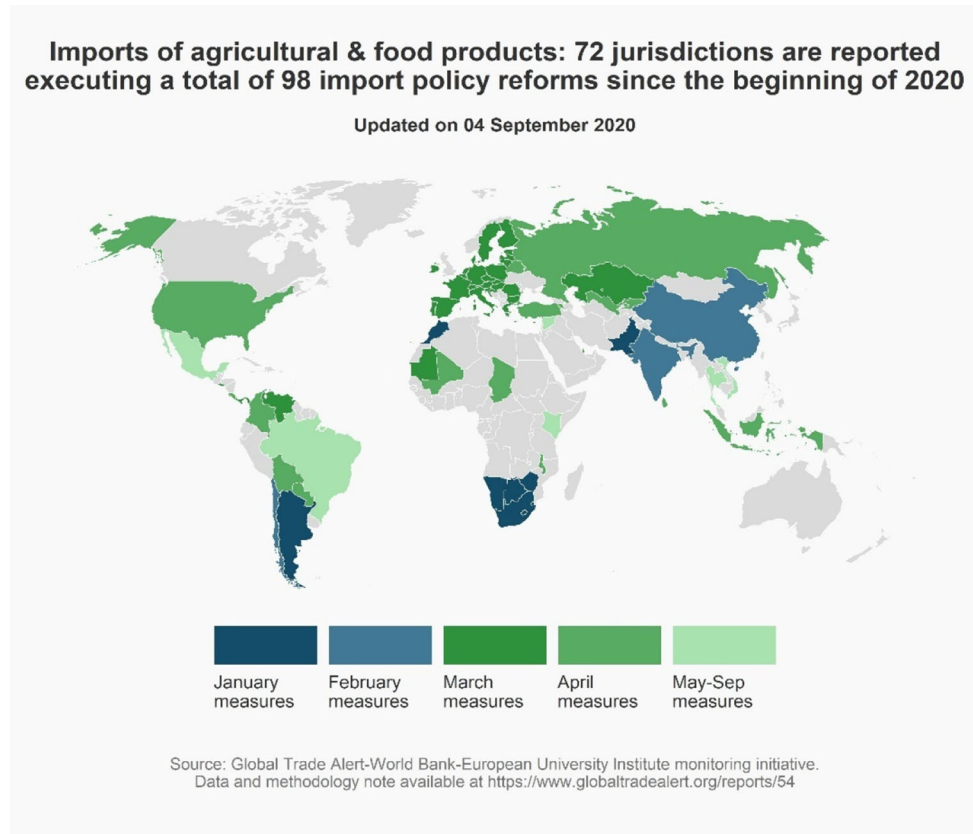 Imports of agricultural & food products: 72 jurisdictions are reported
executing a total of 98 import policy reforms since the beginning of 2020
Updated on 04 September 2020
January
measures
February
measures
March
measures
April
measures
May-Sep
measures
Source: Global Trade Alert-World Bank-European University Institute monitoring initiative.
Data and methodology note available at https://www.globaltradealert.org/reports/54